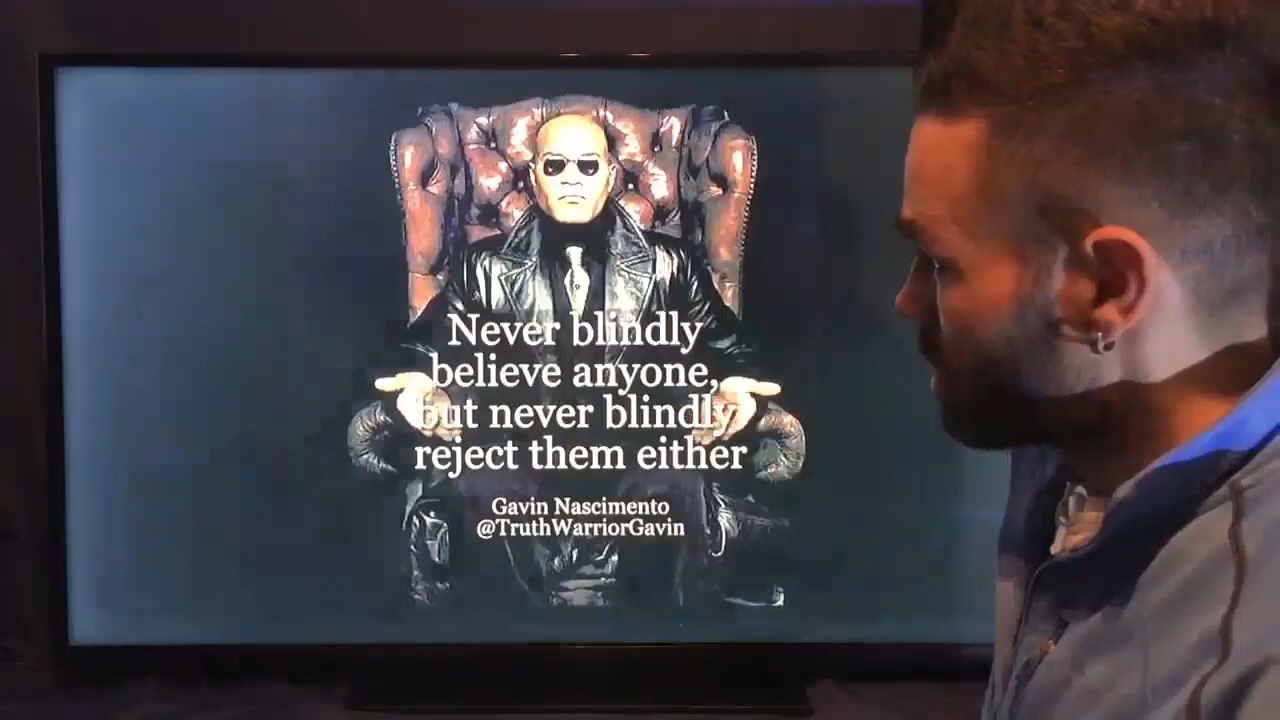 Never blindly
believe anyone,
but never blindly
reject them either
Gavin Nascimento
@TruthWarriorGavin